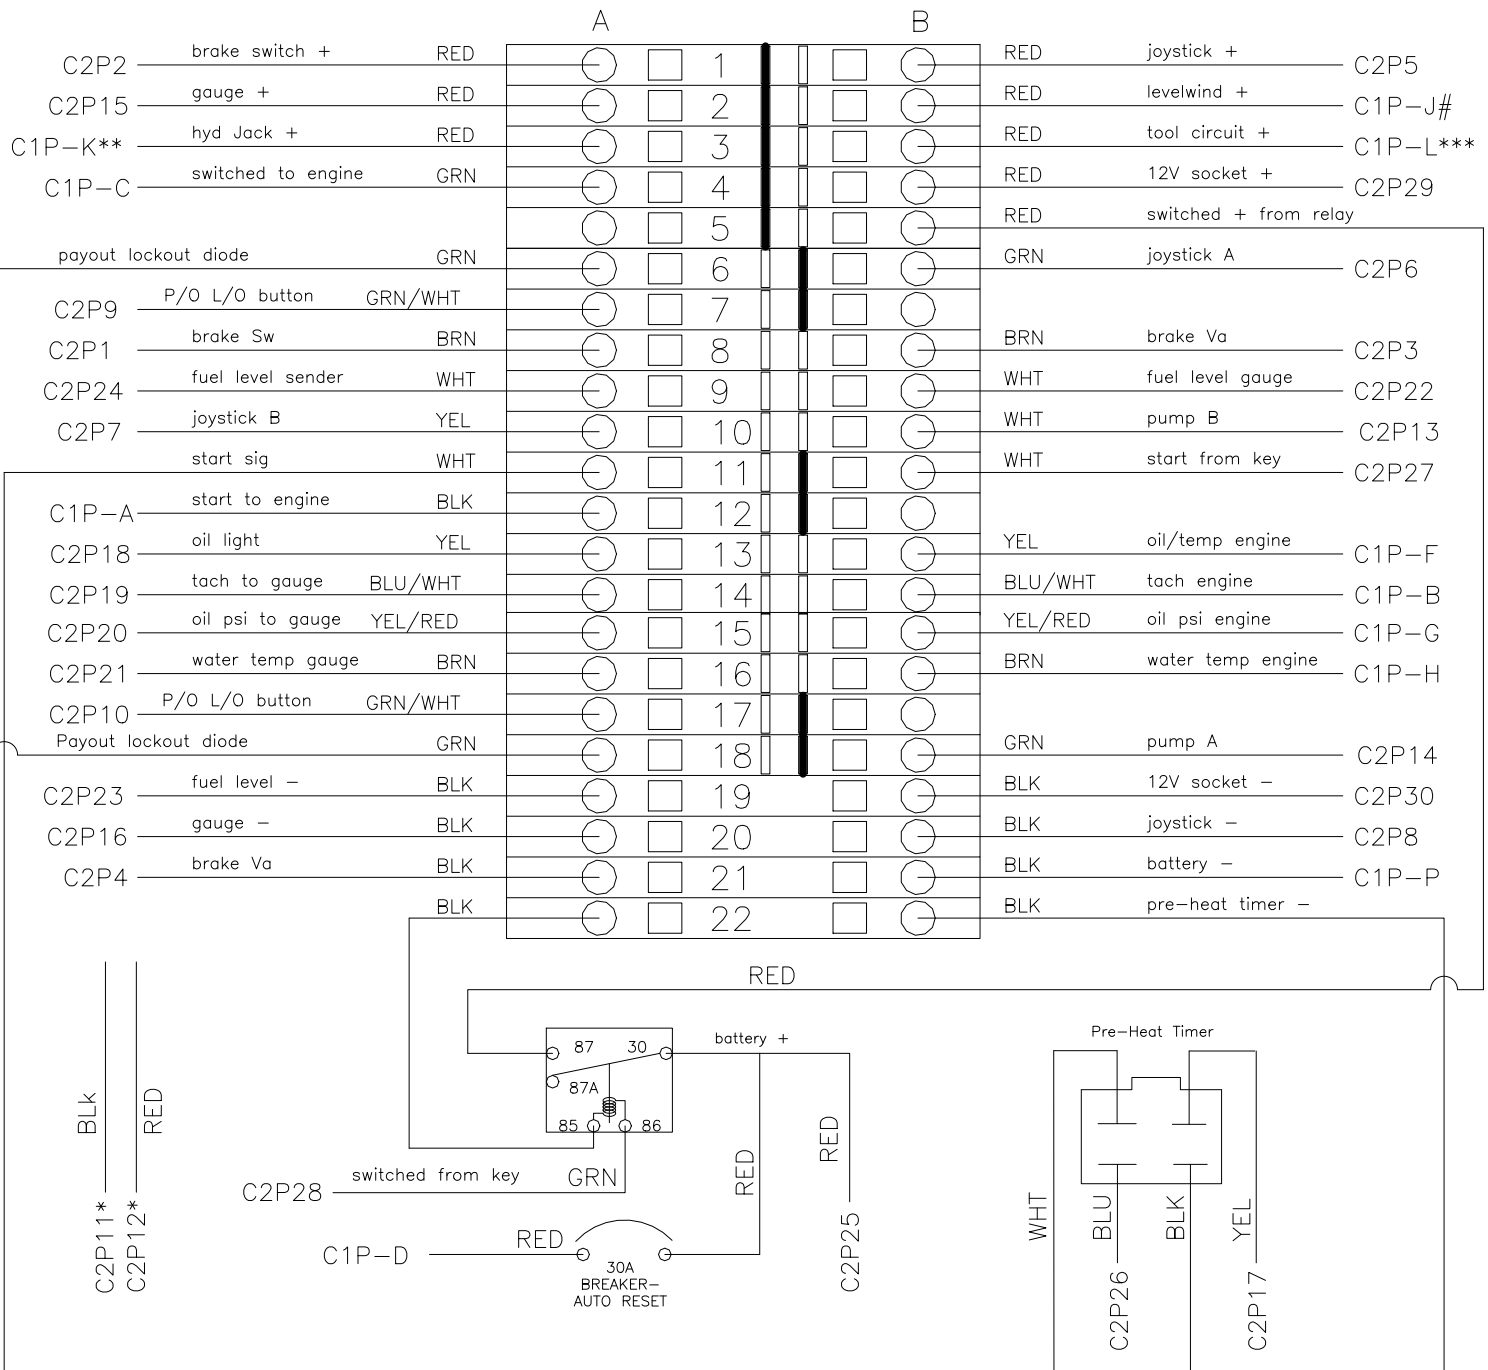 A B
C2P2 brake switch + RED 1 RED joystick + C2P5
C2P15 gauge + RED 2 RED levelwind + C1P-J#
C1P-K** hyd Jack + RED 3 RED tool circuit + C1P-L***
C1P-C switched to engine GRN 4 RED 12V socket + C2P29
5 RED switched + from relay
payout lockout diode GRN 6 GRN joystick A C2P6
C2P9 P/O L/O button GRN/WHT 7
C2P1 brake Sw BRN 8 BRN brake Va C2P3
C2P24 fuel level sender WHT 9 WHT fuel level gauge C2P22
C2P7 joystick B YEL 10 WHT pump B C2P13
start sig WHT 11 WHT start from key C2P27
C1P-A start to engine BLK 12
C2P18 oil light YEL 13 YEL oil/temp engine C1P-F
C2P19 tach to gauge BLU/WHT 14 BLU/WHT tach engine C1P-B
C2P20 oil psi to gauge YEL/RED 15 YEL/RED oil psi engine C1P-G
C2P21 water temp gauge BRN 16 BRN water temp engine C1P-H
C2P10 P/O L/O button GRN/WHT 17
Payout lockout diode GRN 18 GRN pump A C2P14
C2P23 fuel level - BLK 19 BLK 12V socket - C2P30
C2P16 gauge - BLK 20 BLK joystick - C2P8
C2P4 brake Va BLK 21 BLK battery - C1P-P
BLK 22 BLK pre-heat timer -
RED
87 30 battery +
87A
85 86
BLk RED
C2P11* C2P12*
C2P28 switched from key GRN
RED RED
C2P25
C1P-D RED
30A
BREAKER-
AUTO RESET
Pre-Heat Timer
WHT BLU BLK YEL
C2P26 C2P17